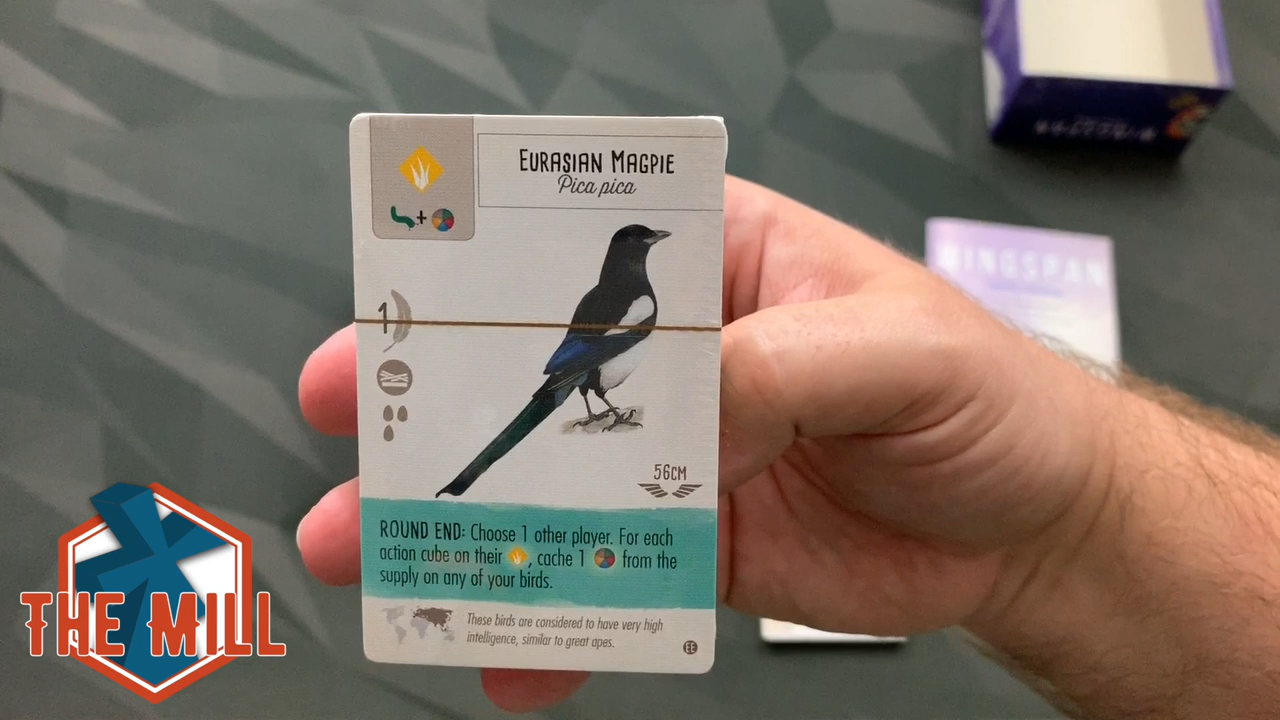 EURASIAN MAGPIE
Pica pica
+
1
56CM
ROUND END: Choose 1 other player. For each
action cube on their , cache 1 from the
supply on any of your birds.
These birds are considered to have very high
intelligence, similar to great apes.
EE
WINGSPAN
THE MILL